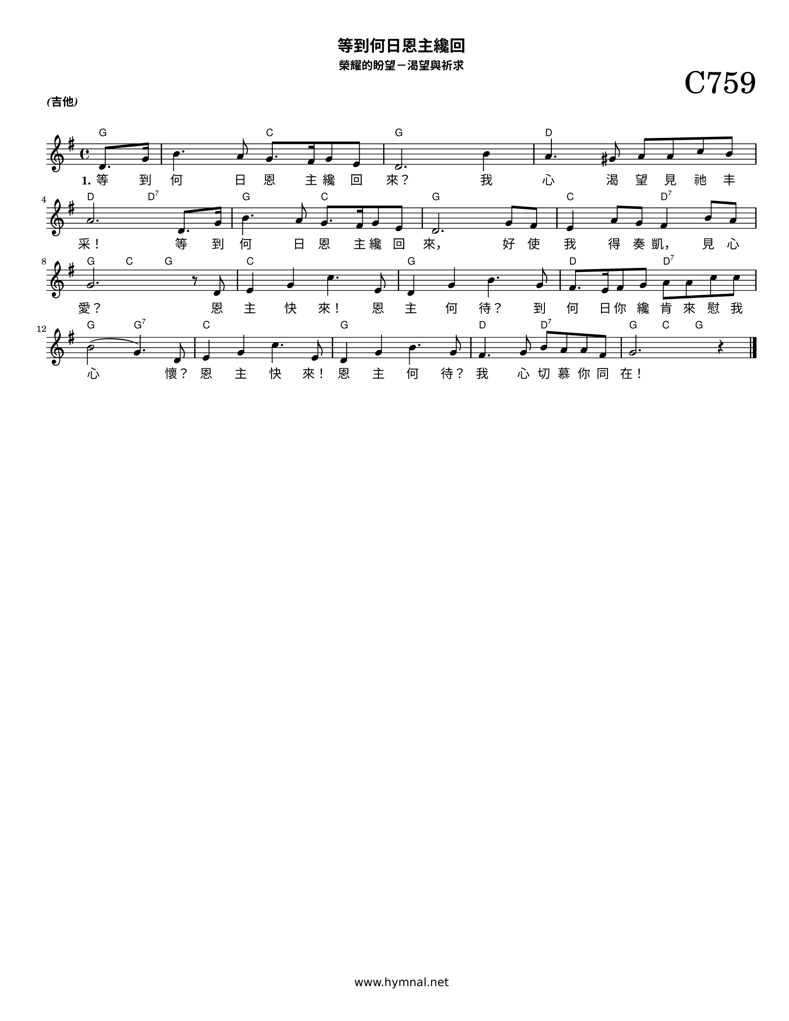 等到何日恩主纔回
榮耀的盼望－渴望與祈求
C759
(吉他)
G C G D
1. 等 到 何 日 恩 主 纔 回 來？ 我 心 渴 望 見 祂 丰
4 D D7 G C G C D7
采！ 等 到 何 日 恩 主 纔 回 來， 好 使 我 得 奏 凱， 見 心
8 G C G C G D D7
愛？ 恩 主 快 來！ 恩 主 何 待？ 到 何 日 你 纔 肯 來 慰 我
12 G G7 C G D D7 G C G
心 懷？ 恩 主 快 來！ 恩 主 何 待？ 我 心 切 慕 你 同 在！
www.hymnal.net